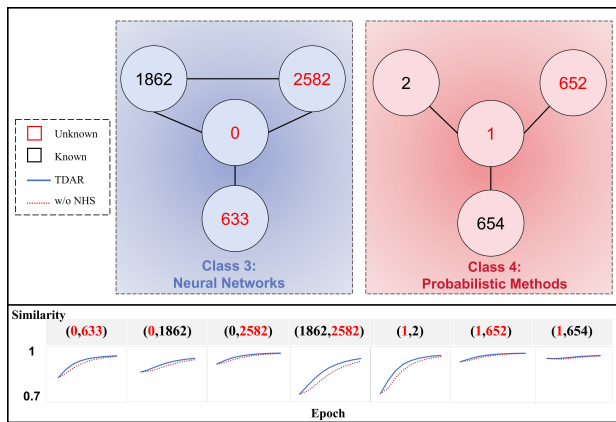 1862
2582
0
633
Class 3:
Neural Networks
2
652
1
654
Class 4:
Probabilistic Methods
Unknown
Known
TDAR
w/o NHS
Similarity
(0,633) (0,1862) (0,2582) (1862,2582) (1,2) (1,652) (1,654)
1
0.7
Epoch